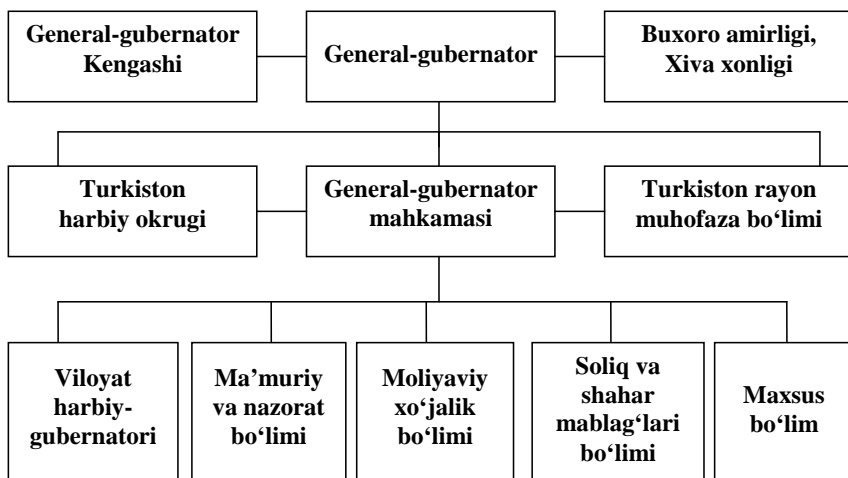 General-gubernator
Kengashi
General-gubernator
Buxoro amirligi,
Xiva xonligi
Turkiston
harbiy okrugi
General-gubernator
mahkamasi
Turkiston rayon
muhofaza bo‘limi
Viloyat
harbiy-
gubernatori
Ma’muriy
va nazorat
bo‘limi
Moliyaviy
xo‘jalik
bo‘limi
Soliq va
shahar
mablag‘lari
bo‘limi
Maxsus
bo‘lim